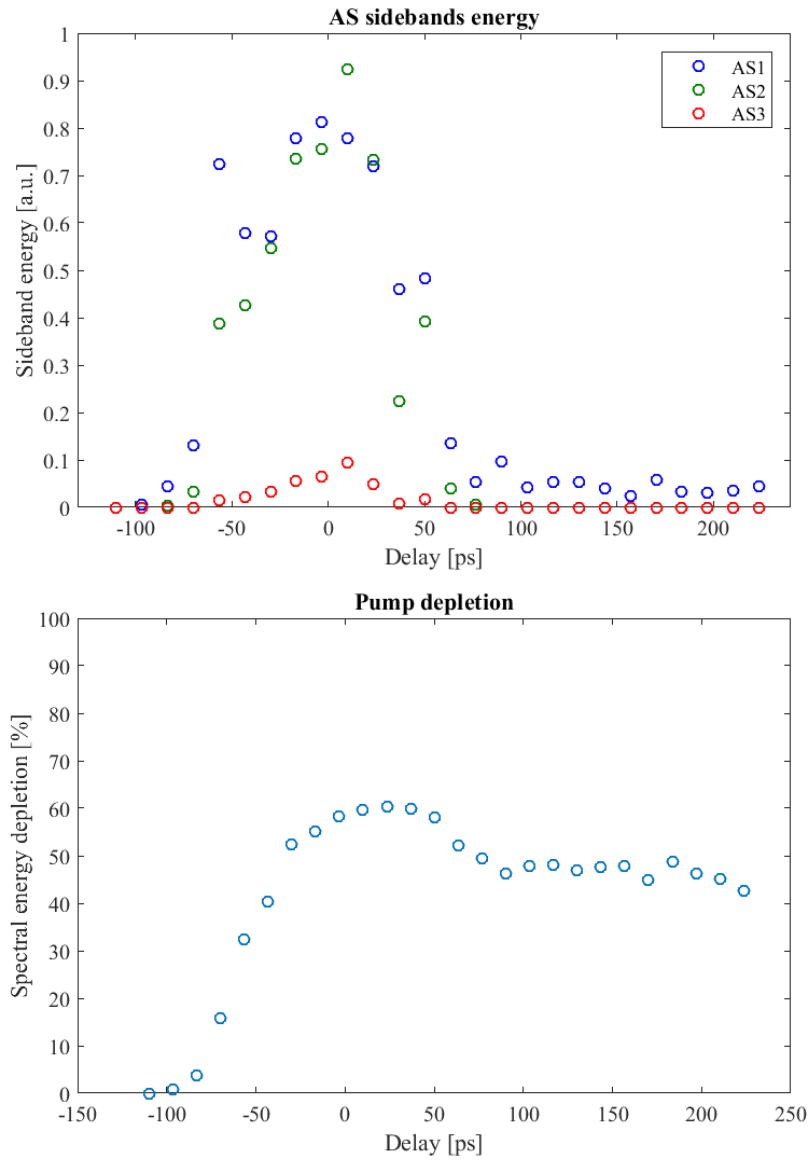 AS sidebands energy
1
0.9
0.8
0.7
0.6
0.5
0.4
0.3
0.2
0.1
0
Sideband energy [a.u.]
AS1
AS2
AS3
-100 -50 0 50 100 150 200
Delay [ps]
Pump depletion
100
90
80
70
60
50
40
30
20
10
0
Spectral energy depletion [%]
-150 -100 -50 0 50 100 150 200 250
Delay [ps]